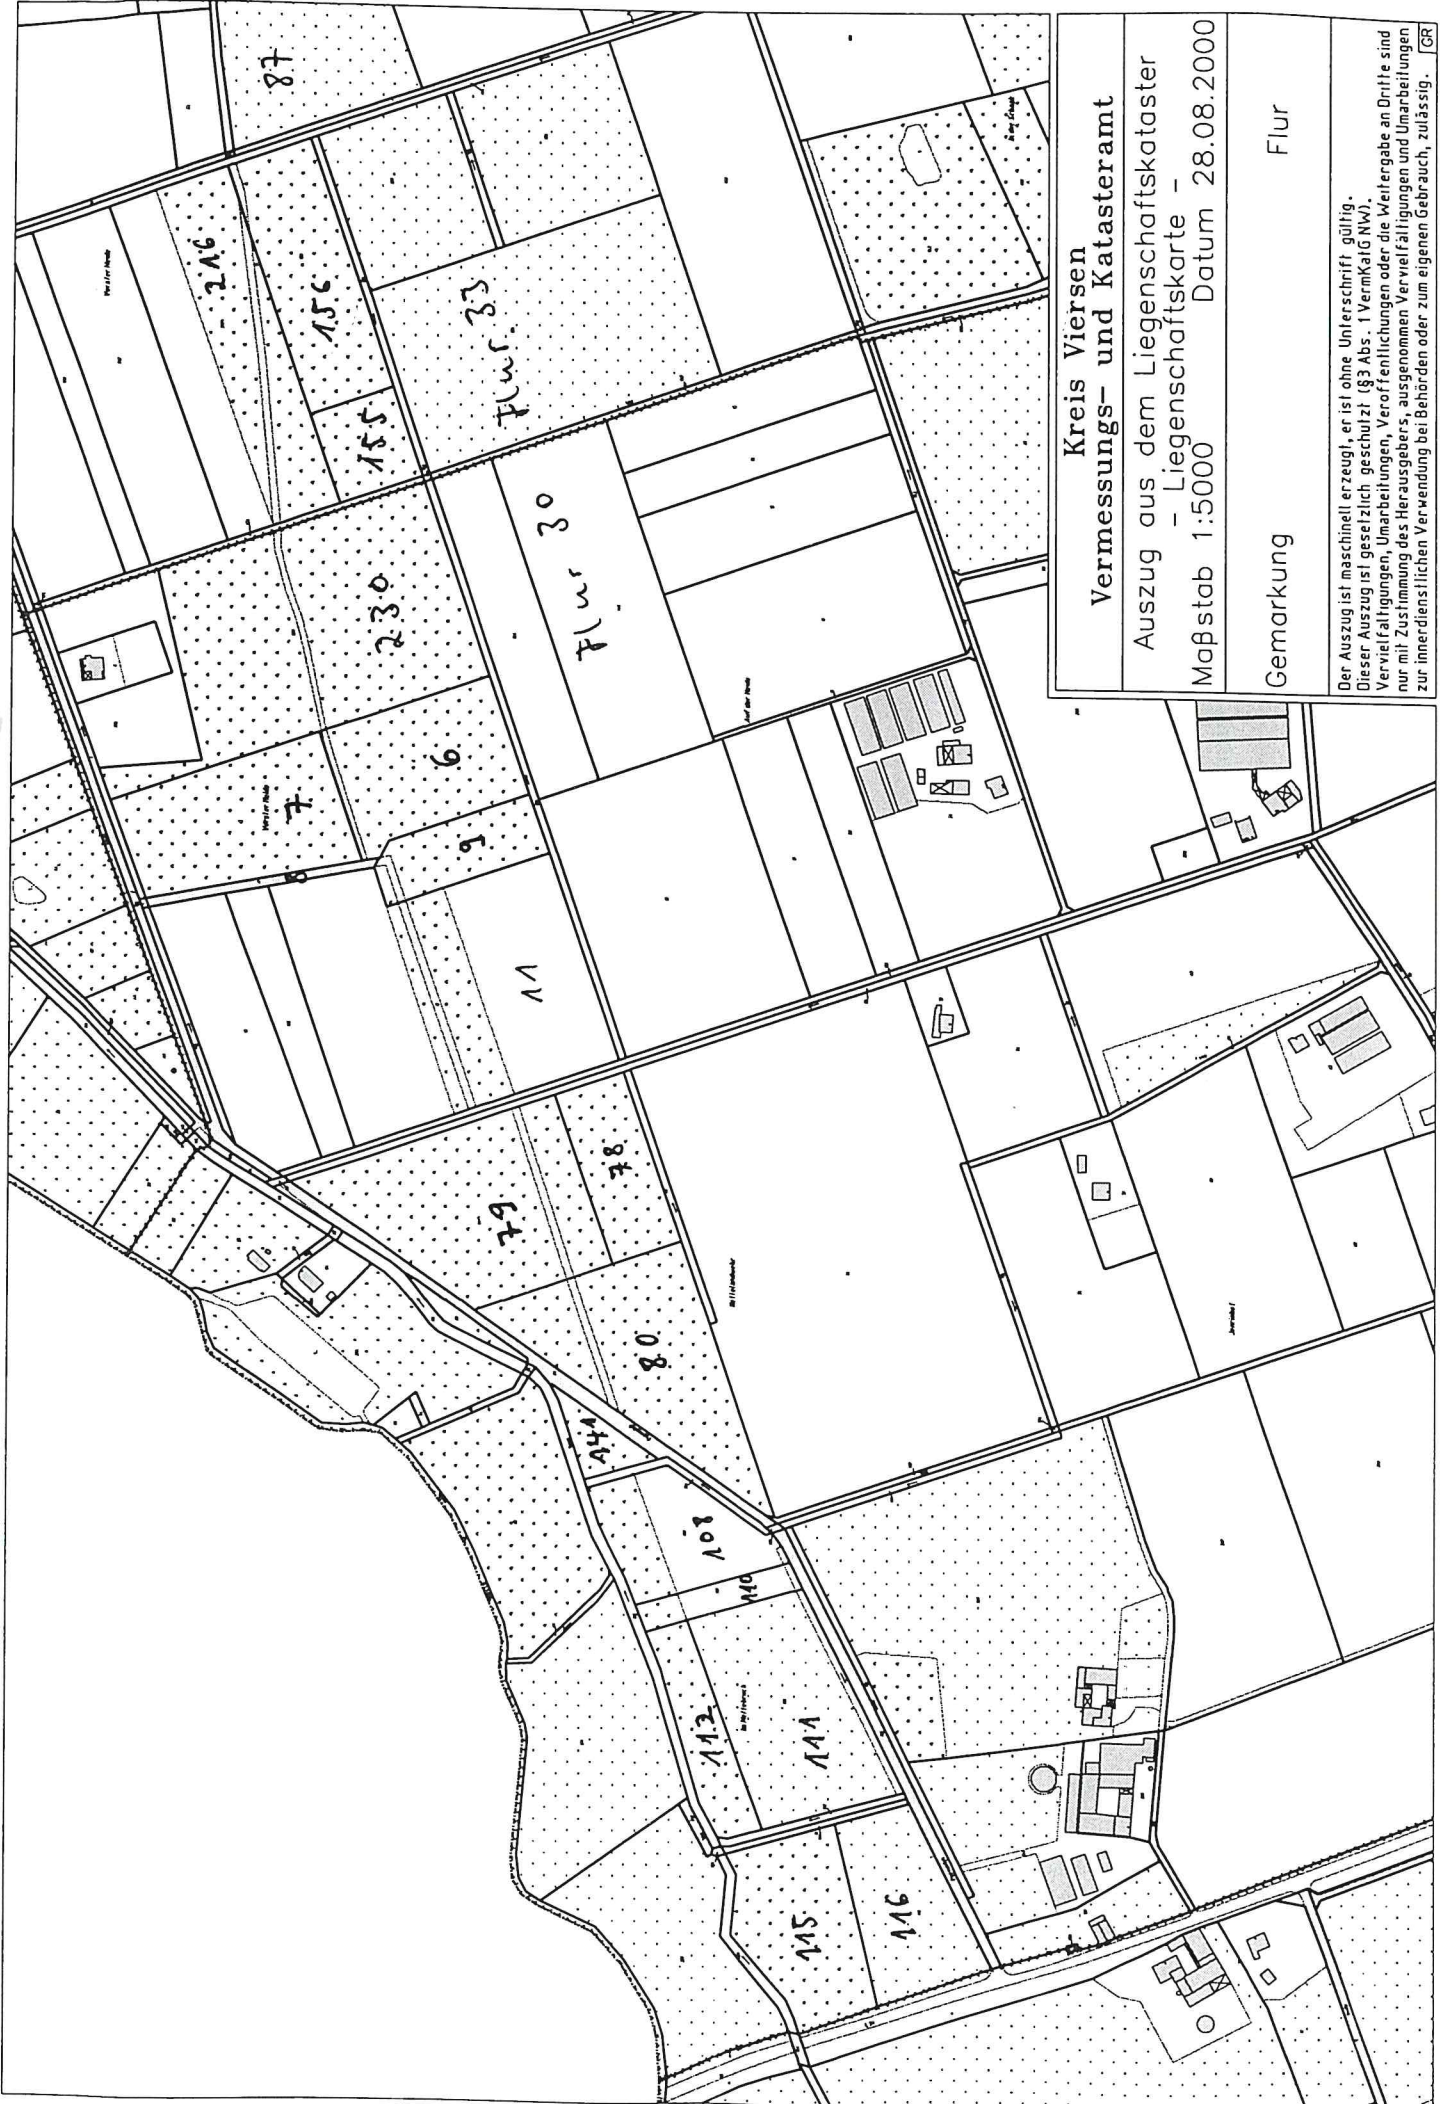 87
216
156
155
Flur 33
230
Flur 30
7
6
8
9
11
79
78
80
141
108
110
112
111
115
116
Auf der Heide
Kreis Viersen
Vermessungs- und Katasteramt
Auszug aus dem Liegenschaftskataster
- Liegenschaftskarte -
Maßstab 1:5000 Datum 28.08.2000
Gemarkung Flur
Der Auszug ist maschinell erzeugt, er ist ohne Unterschrift gültig.
Dieser Auszug ist gesetzlich geschützt (§3 Abs. 1 VermKatG NW).
Vervielfältigungen, Umarbeitungen, Veröffentlichungen oder die Weitergabe an Dritte sind
nur mit Zustimmung des Herausgebers, ausgenommen Vervielfältigungen und Umarbeitungen
zur innerdienstlichen Verwendung bei Behörden oder zum eigenen Gebrauch, zulässig.
GR